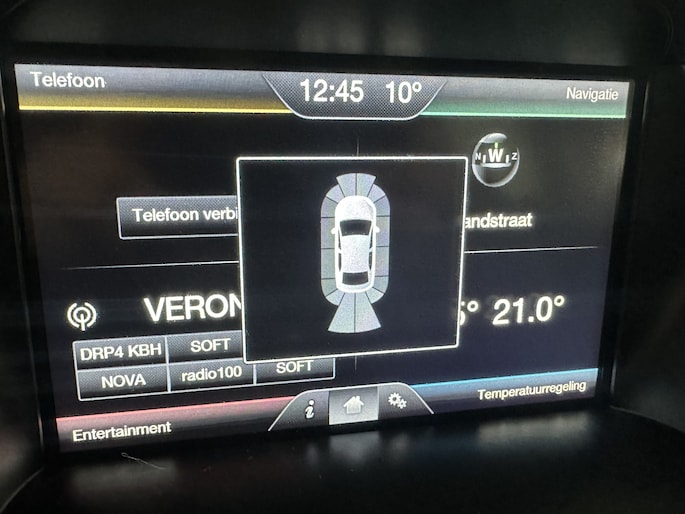 Telefoon
12:45 10°
Navigatie
N W Z
Telefoon verbi
andstraat
VERON
5° 21.0°
DRP4 KBH
SOFT
NOVA
radio100
SOFT
i
Temperatuurregeling
Entertainment